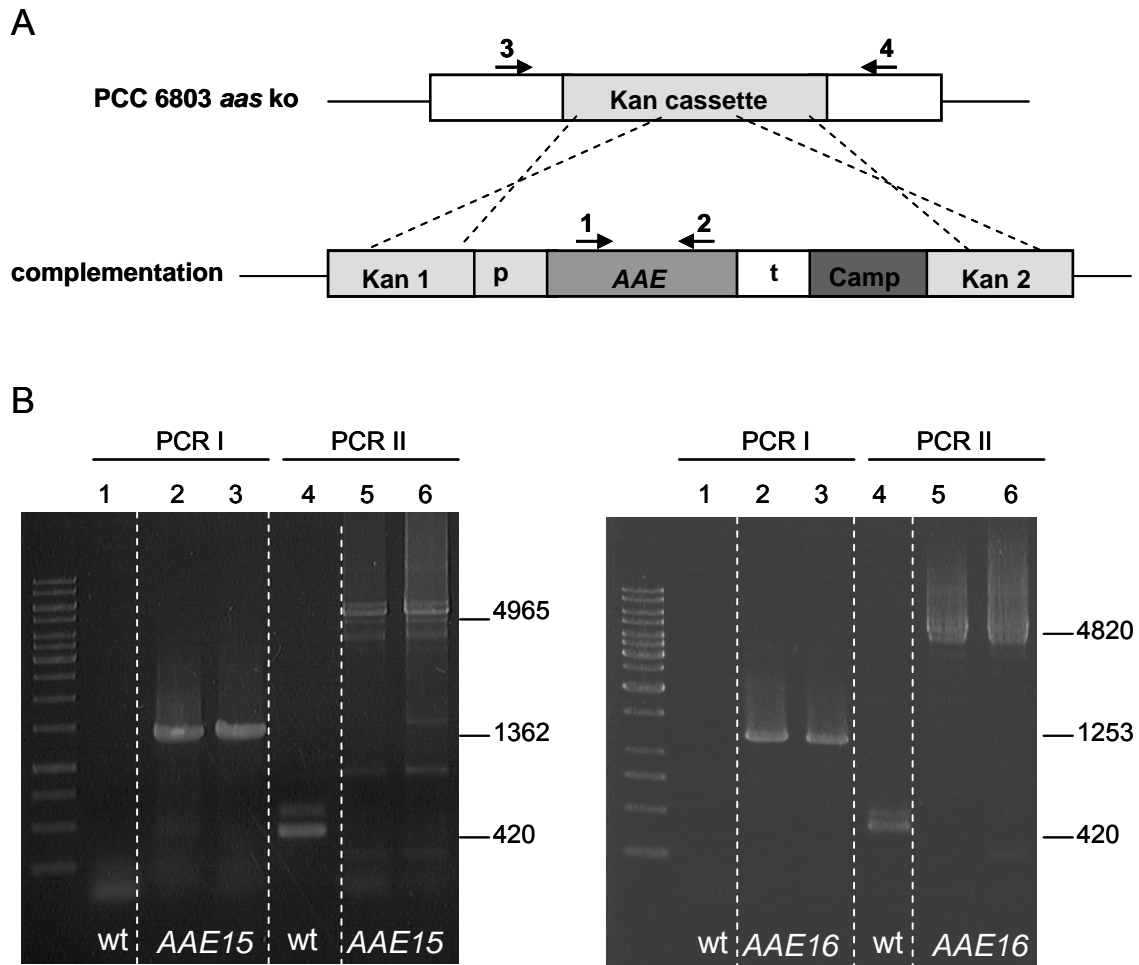 A
3 4
PCC 6803 aas ko
Kan cassette
1 2
complementation
Kan 1 p AAE t Camp Kan 2
B
PCR I PCR II PCR I PCR II
1 2 3 4 5 6 1 2 3 4 5 6
4965 4820
1362 1253
420 420
wt AAE15 wt AAE15 wt AAE16 wt AAE16